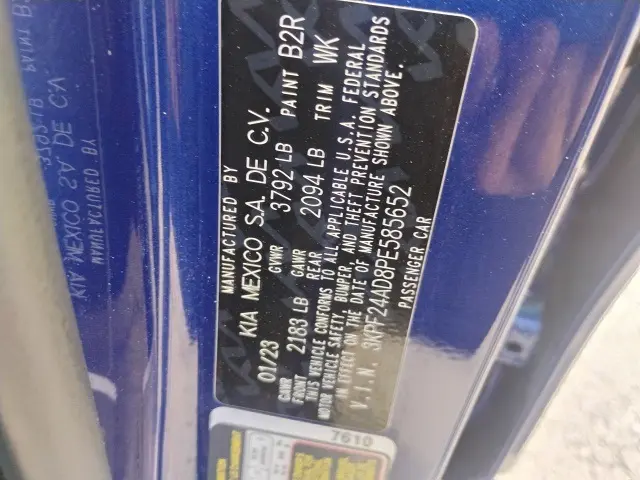 MANUFACTURED BY
KIA MEXICO S.A. DE C.V.
01/23 GVWR 3792 LB PAINT B2R
GAWR FRONT 2183 LB GAWR REAR 2094 LB TRIM WK
THIS VEHICLE CONFORMS TO ALL APPLICABLE U.S.A. FEDERAL
MOTOR VEHICLE SAFETY, BUMPER, AND THEFT PREVENTION STANDARDS
IN EFFECT ON THE DATE OF MANUFACTURE SHOWN ABOVE.
V.I.N. 3KPF24AD8PE585652
PASSENGER CAR
7610